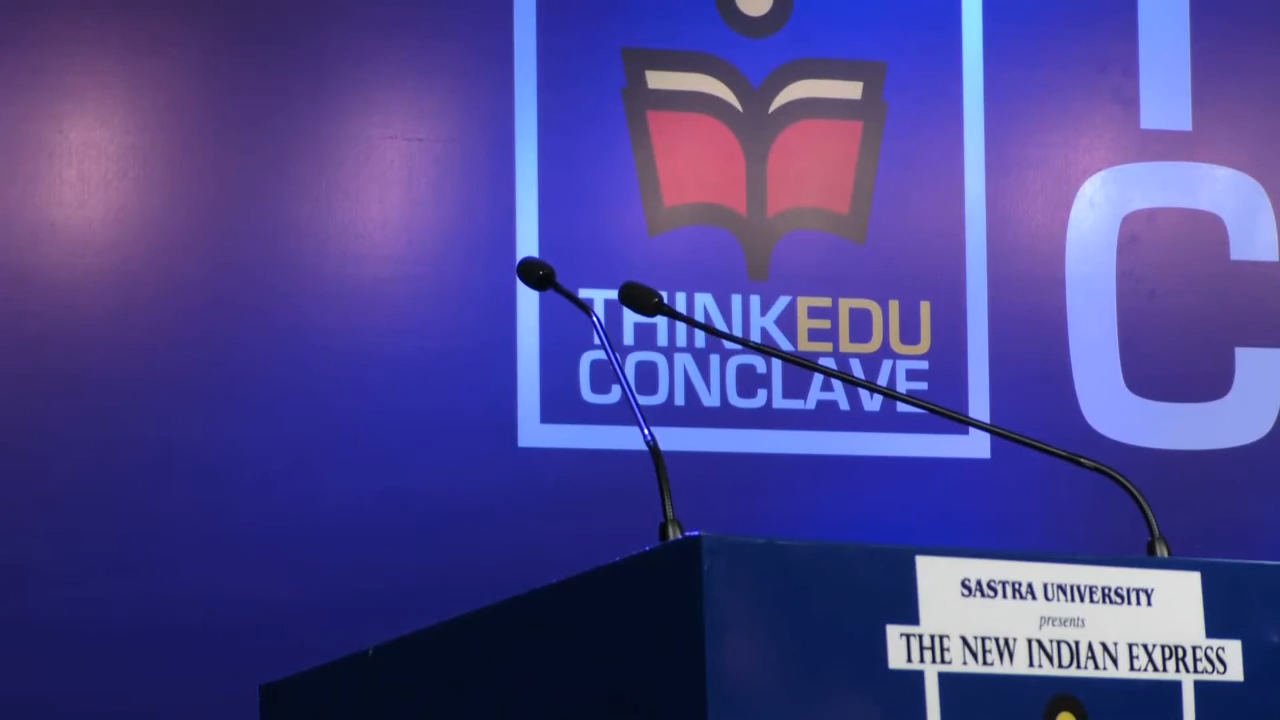 THINKEDU
CONCLAVE
C
SASTRA UNIVERSITY
presents
THE NEW INDIAN EXPRESS